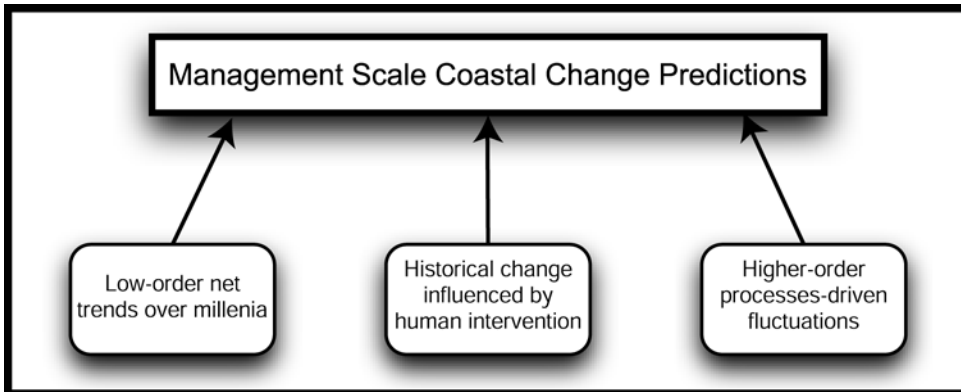 Management Scale Coastal Change Predictions
Low-order net
trends over millenia
Historical change
influenced by
human intervention
Higher-order
processes-driven
fluctuations